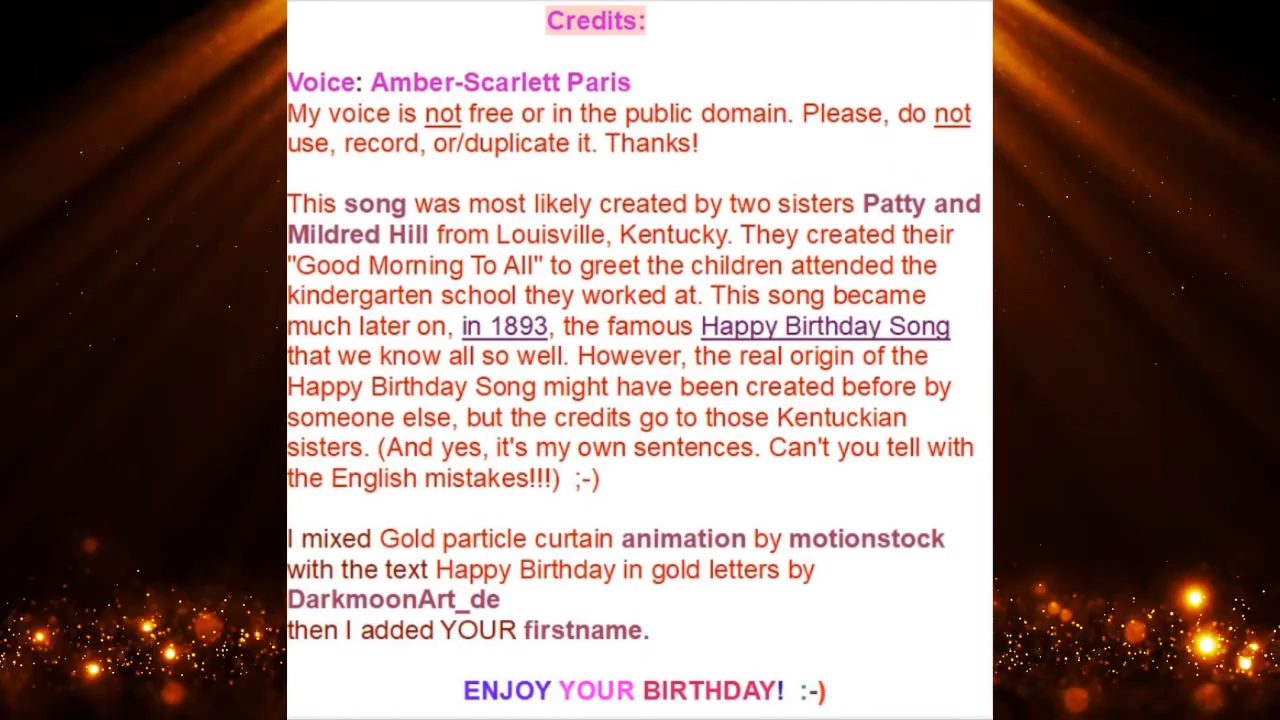 Credits:
Voice: Amber-Scarlett Paris
My voice is not free or in the public domain. Please, do not
use, record, or/duplicate it. Thanks!
This song was most likely created by two sisters Patty and
Mildred Hill from Louisville, Kentucky. They created their
"Good Morning To All" to greet the children attended the
kindergarten school they worked at. This song became
much later on, in 1893, the famous Happy Birthday Song
that we know all so well. However, the real origin of the
Happy Birthday Song might have been created before by
someone else, but the credits go to those Kentuckian
sisters. (And yes, it's my own sentences. Can't you tell with
the English mistakes!!!)  ;-)
I mixed Gold particle curtain animation by motionstock
with the text Happy Birthday in gold letters by
DarkmoonArt_de
then I added YOUR firstname.
ENJOY YOUR BIRTHDAY!  :-)